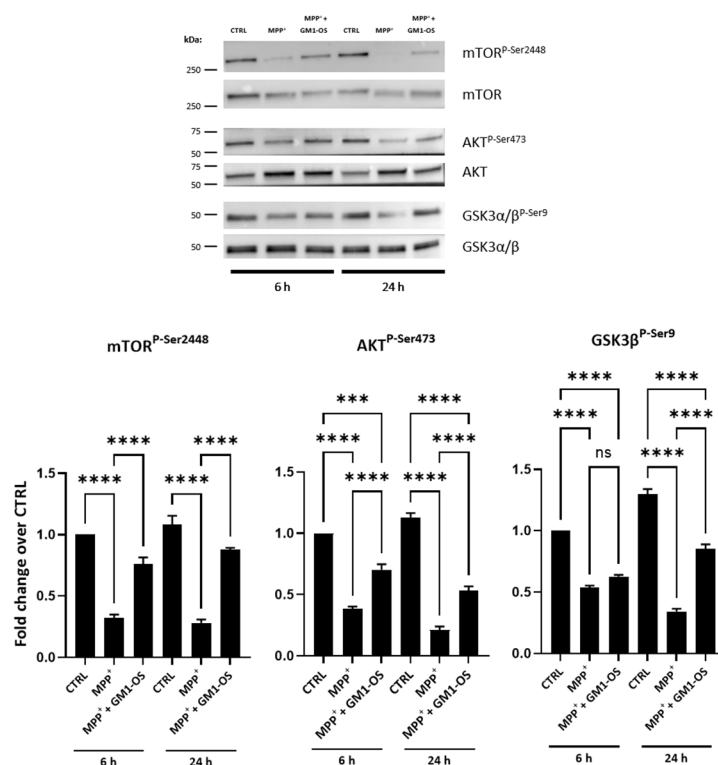 MPP⁺ + MPP⁺ +
CTRL MPP⁺ GM1-OS CTRL MPP⁺ GM1-OS
kDa:
mTORᴾ⁻Ser2448
250
mTOR
250
75
AKTᴾ⁻Ser473
50
75
AKT
50
50 GSK3α/βᴾ⁻Ser9
50 GSK3α/β
6 h 24 h
mTORᴾ⁻Ser2448
Fold change over CTRL
1.5
1.0
0.5
0.0
**** **** **** ****
CTRL MPP⁺ MPP⁺ + GM1-OS CTRL MPP⁺ MPP⁺ + GM1-OS
6 h 24 h
AKTᴾ⁻Ser473
1.5
1.0
0.5
0.0
*** ****
**** ****
**** ****
CTRL MPP⁺ MPP⁺ + GM1-OS CTRL MPP⁺ MPP⁺ + GM1-OS
6 h 24 h
GSK3βᴾ⁻Ser9
1.5
1.0
0.5
0.0
**** ****
**** ****
ns ****
CTRL MPP⁺ MPP⁺ + GM1-OS CTRL MPP⁺ MPP⁺ + GM1-OS
6 h 24 h